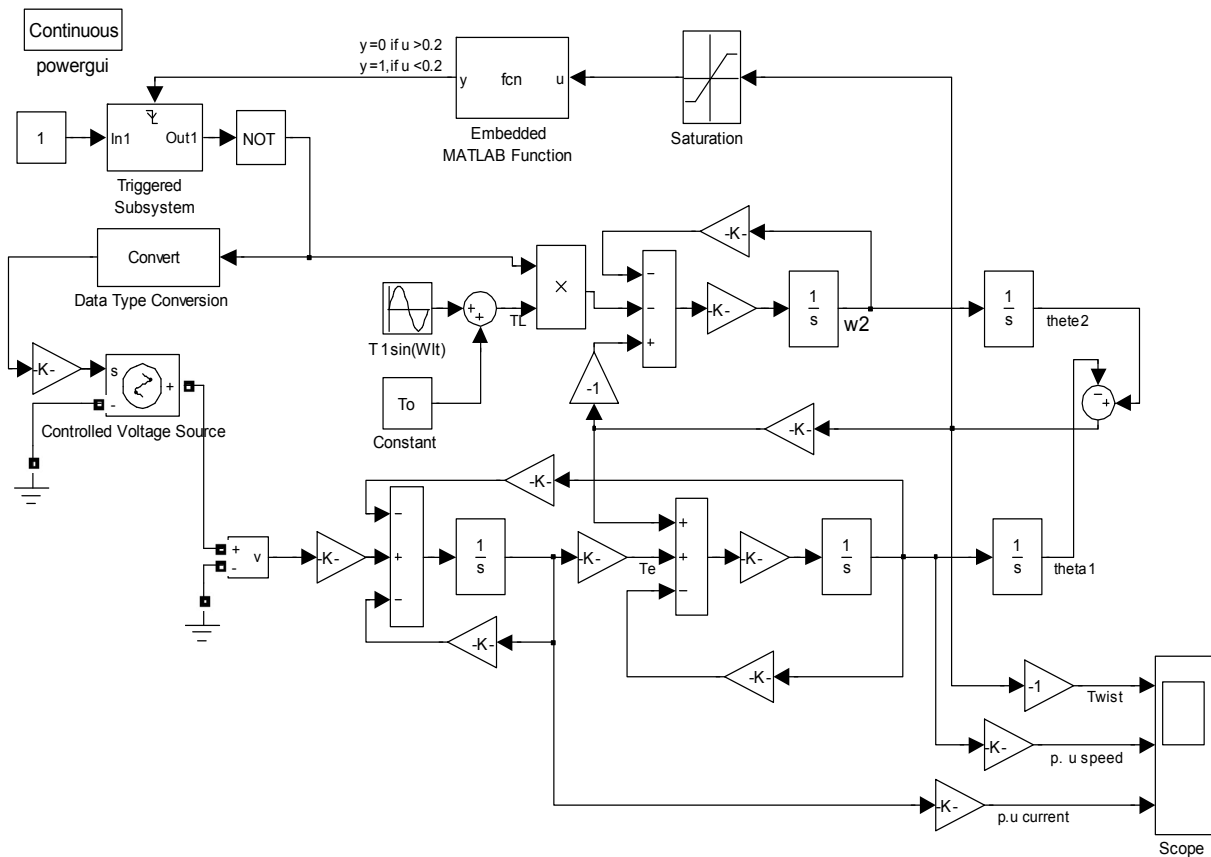 Continuous
powergui
y=0 if u >0.2
y=1,if u <0.2
y fcn u
Embedded
MATLAB Function
Saturation
1
In1 Out1
NOT
Triggered
Subsystem
Convert
Data Type Conversion
-K-
s
+
-
Controlled Voltage Source
T1sin(Wlt)
+
+
TL
To
Constant
×
-K-
−
−
+
-K-
1
s
w2
1
s
thete2
-1
-K-
−
+
-K-
+
-
v
-K-
−
+
−
1
s
-K-
Te
+
+
−
-K-
1
s
1
s
theta1
-K-
-K-
-1
Twist
-K-
p. u speed
-K-
p.u current
Scope